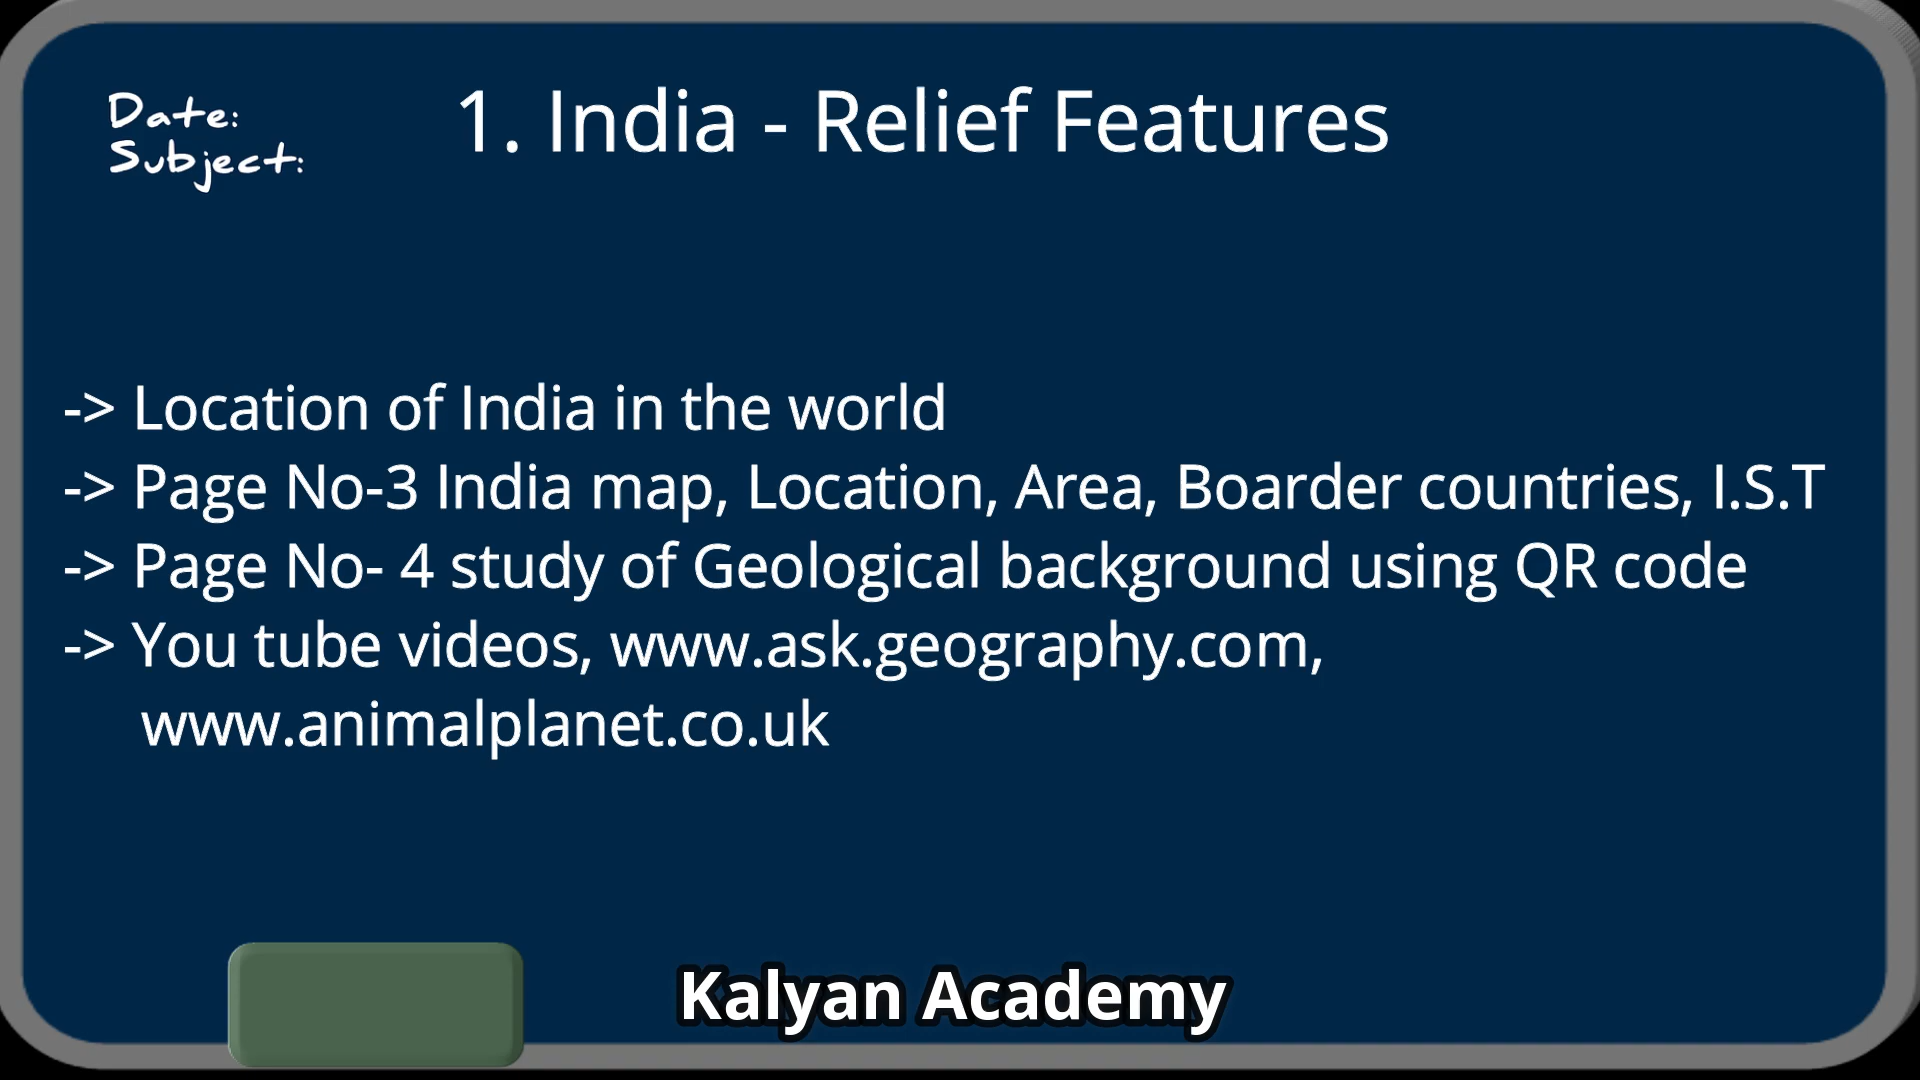 Date:
Subject:
1. India - Relief Features
-> Location of India in the world
-> Page No-3 India map, Location, Area, Boarder countries, I.S.T
-> Page No- 4 study of Geological background using QR code
-> You tube videos, www.ask.geography.com,
www.animalplanet.co.uk
Kalyan Academy